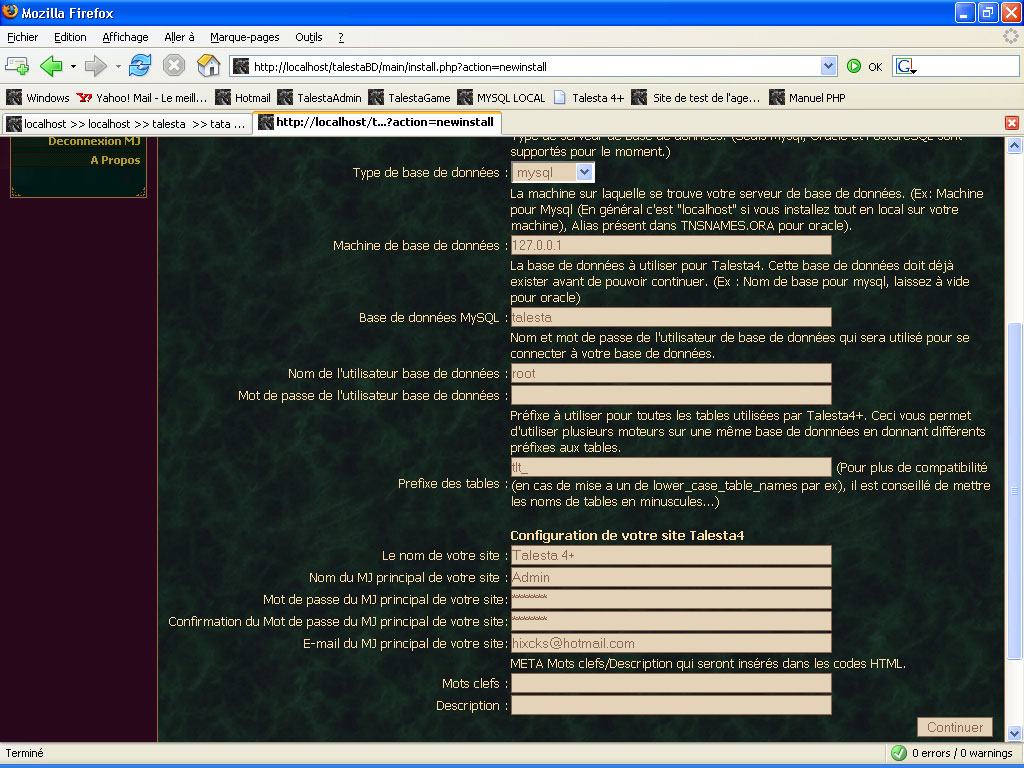 Mozilla Firefox
Fichier Edition Affichage Aller à Marque-pages Outils ?
http://localhost/talestaBD/main/install.php?action=newinstall OK G
Windows Yahoo! Mail - Le meill... Hotmail TalestaAdmin TalestaGame MYSQL LOCAL Talesta 4+ Site de test de l'age... Manuel PHP
localhost >> localhost >> talesta >> tata ... http://localhost/t...?action=newinstall
Deconnexion MJ
A Propos
Type de serveur de base de données. (Seuls Mysql, Oracle et PostGreSQL sont
supportés pour le moment.)
Type de base de données : mysql
La machine sur laquelle se trouve votre serveur de base de données. (Ex: Machine
pour Mysql (En général c'est "localhost" si vous installez tout en local sur votre
machine), Alias présent dans TNSNAMES.ORA pour oracle).
Machine de base de données : 127.0.0.1
La base de données à utiliser pour Talesta4. Cette base de données doit déjà
exister avant de pouvoir continuer. (Ex : Nom de base pour mysql, laissez à vide
pour oracle)
Base de données MySQL : talesta
Nom et mot de passe de l'utilisateur de base de données qui sera utilisé pour se
connecter à votre base de données.
Nom de l'utilisateur base de données : root
Mot de passe de l'utilisateur base de données :
Préfixe à utiliser pour toutes les tables utilisées par Talesta4+. Ceci vous permet
d'utiliser plusieurs moteurs sur une même base de donnnées en donnant différents
préfixes aux tables.
tlt_ (Pour plus de compatibilité
Prefixe des tables : (en cas de mise a un de lower_case_table_names par ex), il est conseillé de mettre
les noms de tables en minuscules...)
Configuration de votre site Talesta4
Le nom de votre site : Talesta 4+
Nom du MJ principal de votre site : Admin
Mot de passe du MJ principal de votre site: ********
Confirmation du Mot de passe du MJ principal de votre site: ********
E-mail du MJ principal de votre site: hixcks@hotmail.com
META Mots clefs/Description qui seront insérés dans les codes HTML.
Mots clefs :
Description :
Continuer
Terminé 0 errors / 0 warnings